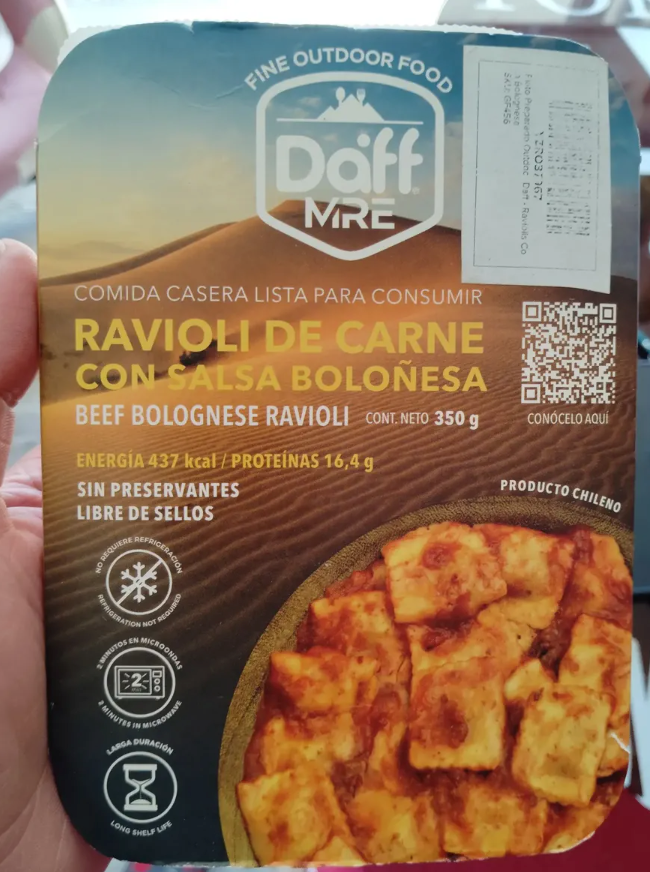 FINE OUTDOOR FOOD
Daff
MRE
COMIDA CASERA LISTA PARA CONSUMIR
RAVIOLI DE CARNE
CON SALSA BOLOÑESA
BEEF BOLOGNESE RAVIOLI CONT. NETO 350 g
CONÓCELO AQUÍ
ENERGÍA 437 kcal / PROTEÍNAS 16,4 g
SIN PRESERVANTES
LIBRE DE SELLOS
PRODUCTO CHILENO
NO REQUIERE REFRIGERACIÓN
REFRIGERATION NOT REQUIRED
2 MINUTOS EN MICROONDAS
2
2 MINUTES IN MICROWAVE
LARGA DURACIÓN
LONG SHELF LIFE